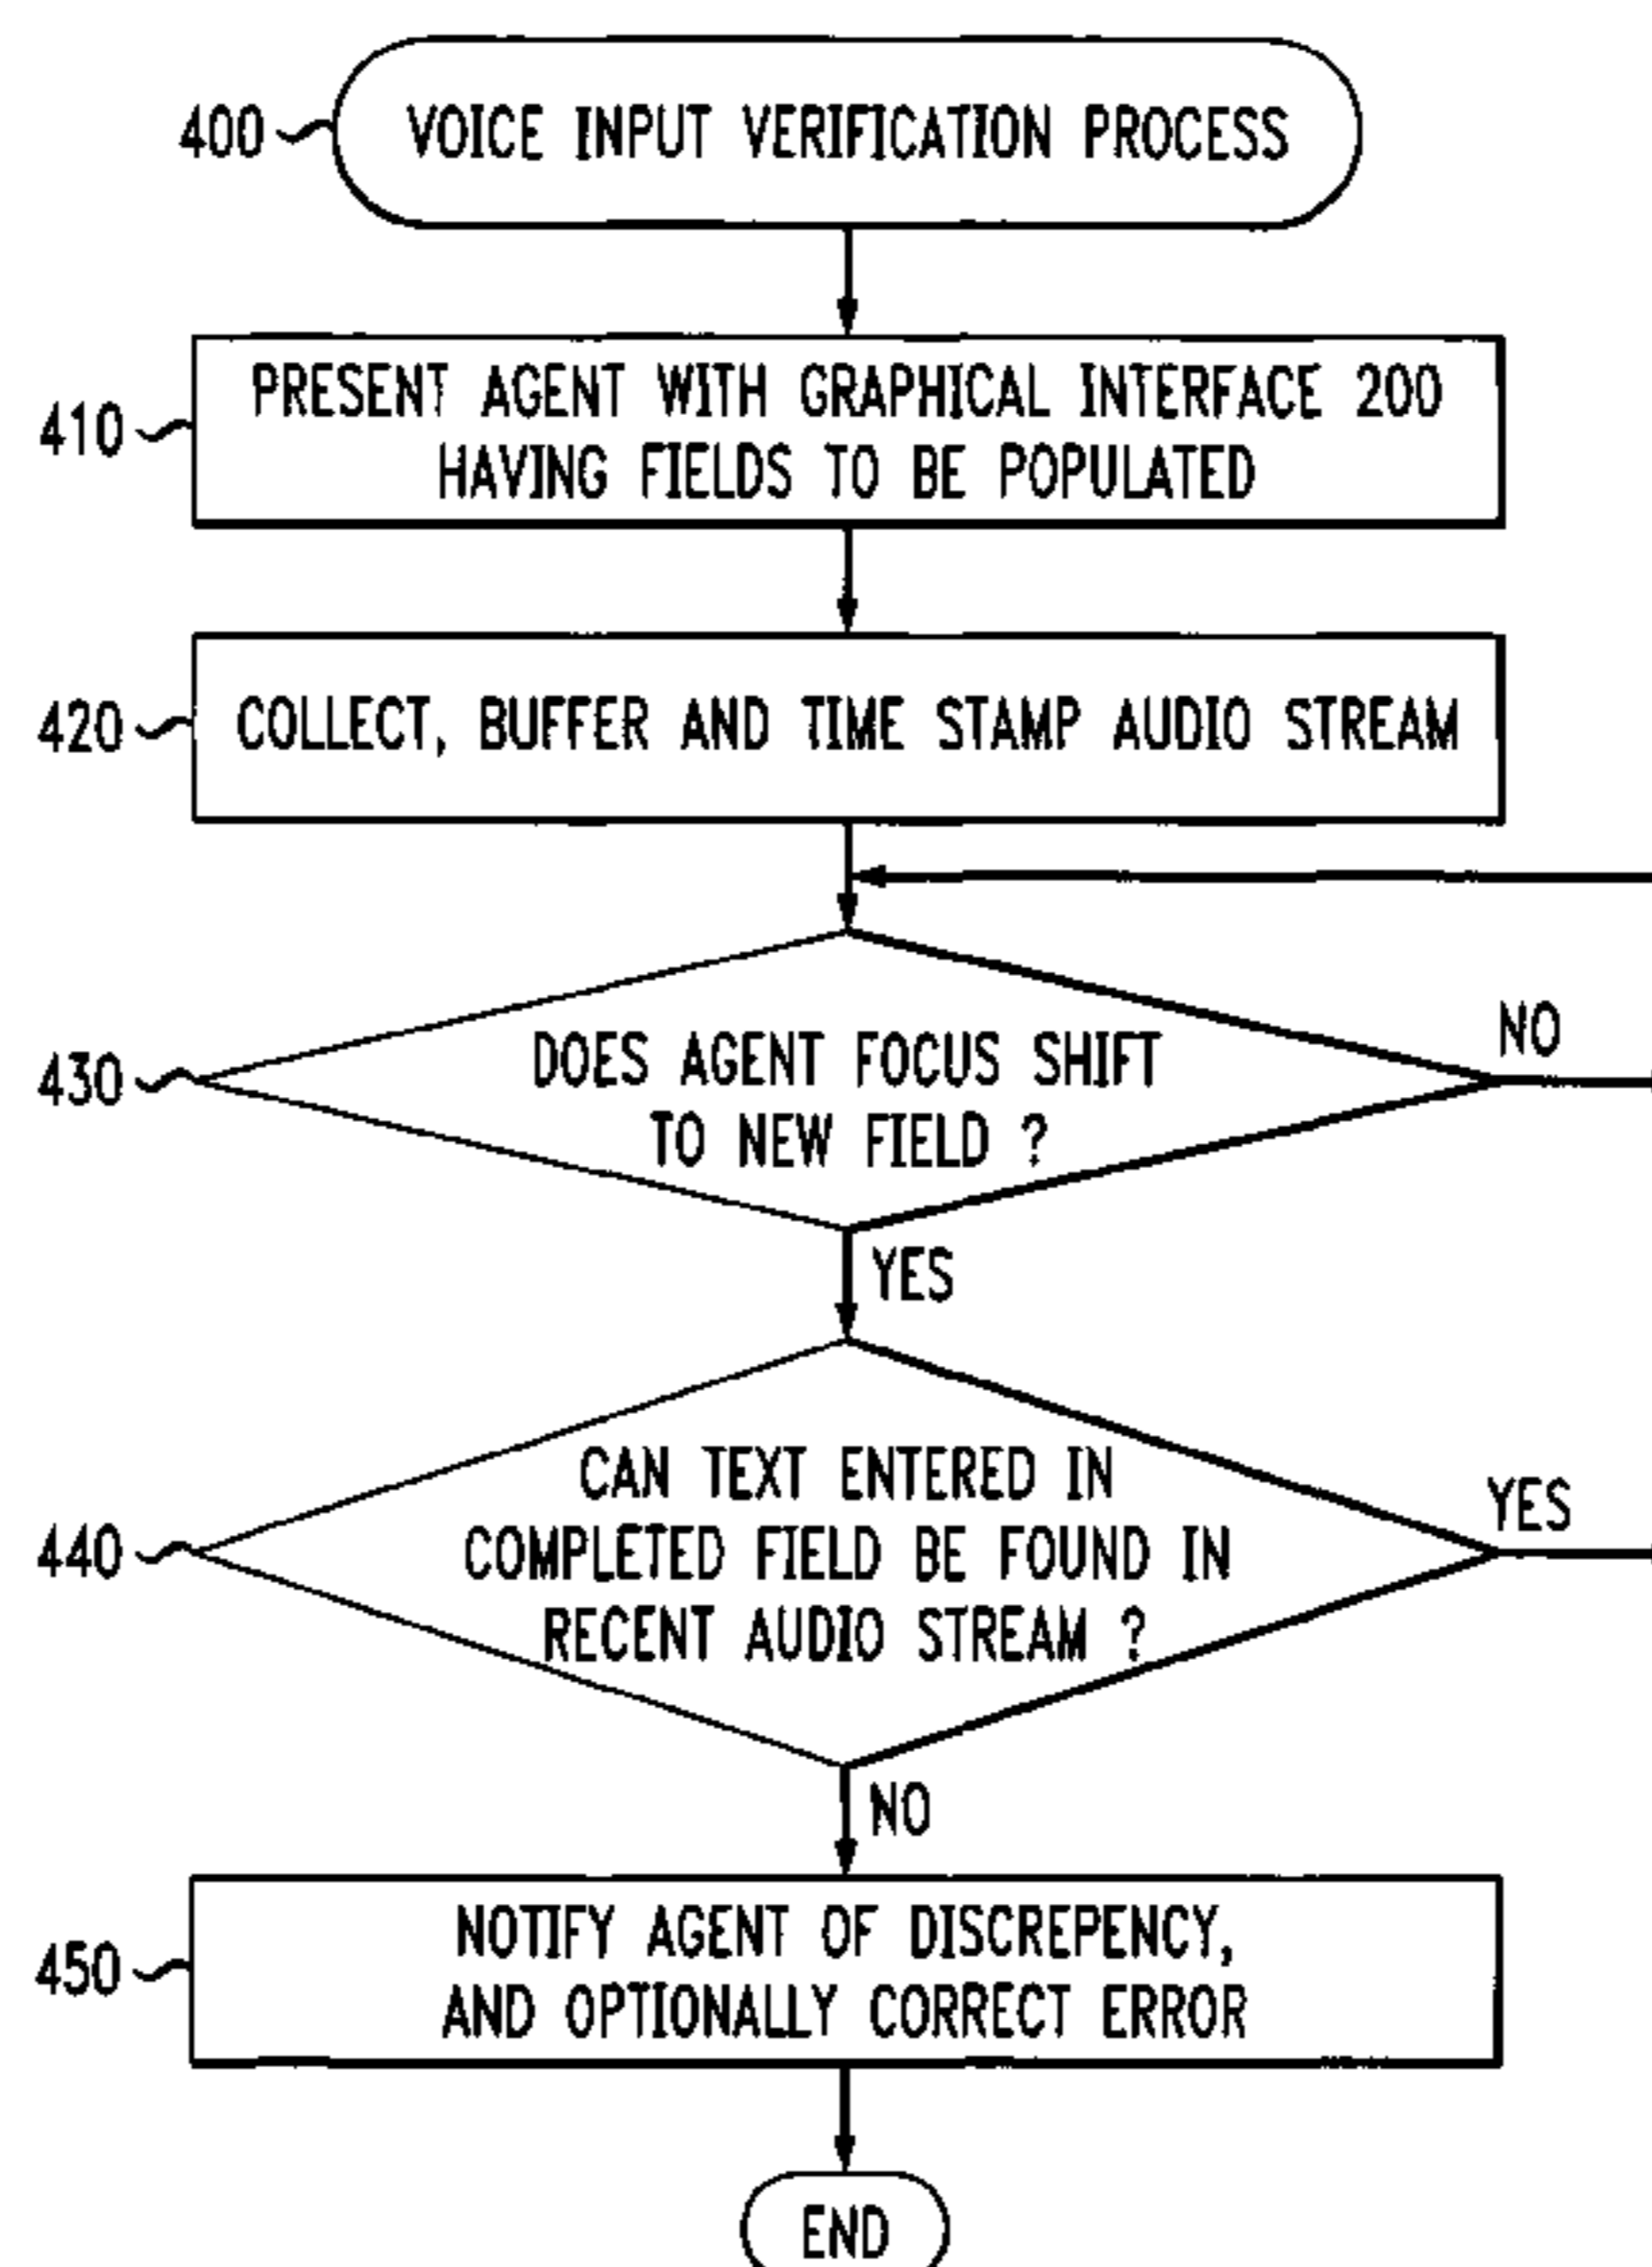 400
VOICE INPUT VERIFICATION PROCESS
410
PRESENT AGENT WITH GRAPHICAL INTERFACE 200
HAVING FIELDS TO BE POPULATED
420
COLLECT, BUFFER AND TIME STAMP AUDIO STREAM
430
DOES AGENT FOCUS SHIFT
TO NEW FIELD ?
NO
YES
440
CAN TEXT ENTERED IN
COMPLETED FIELD BE FOUND IN
RECENT AUDIO STREAM ?
YES
NO
450
NOTIFY AGENT OF DISCREPENCY,
AND OPTIONALLY CORRECT ERROR
END